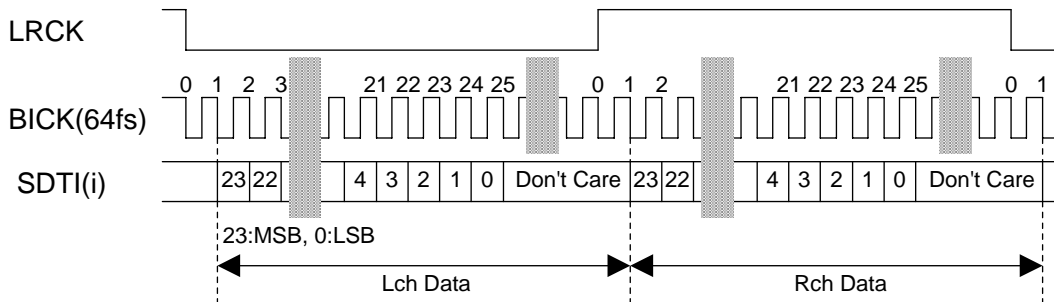 LRCK
0 1 2 3 21 22 23 24 25 0 1 2 21 22 23 24 25 0 1
BICK(64fs)
SDTI(i) 23 22 4 3 2 1 0 Don't Care 23 22 4 3 2 1 0 Don't Care
23:MSB, 0:LSB
Lch Data Rch Data